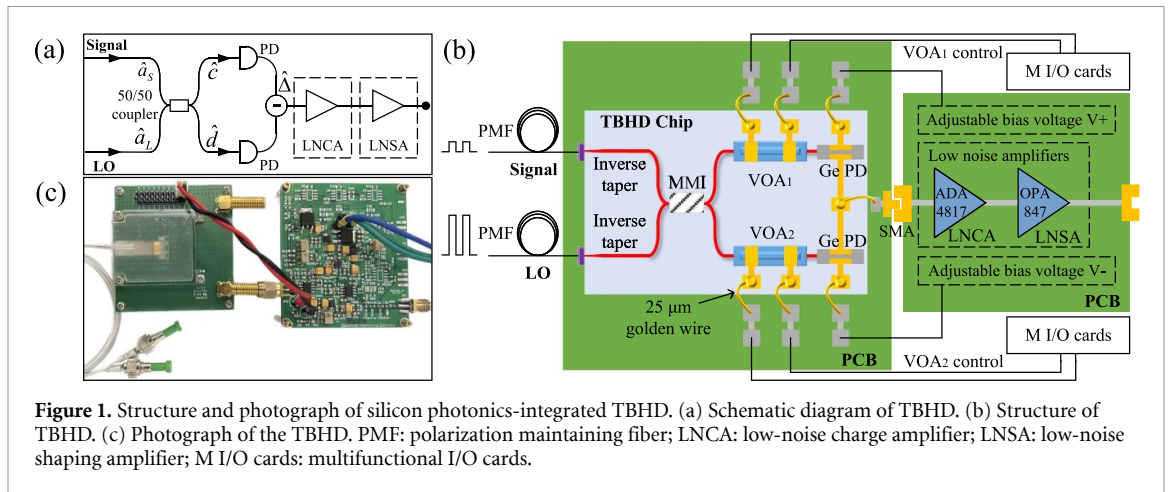 (a)
Signal
â_S
50/50
coupler
â_L
LO
ĉ
d̂
PD
PD
Δ̂
-
LNCA
LNSA
(b)
PMF
Signal
PMF
LO
TBHD Chip
Inverse
taper
Inverse
taper
MMI
VOA1
VOA2
Ge PD
Ge PD
25 μm
golden wire
PCB
VOA1 control
M I/O cards
VOA2 control
M I/O cards
SMA
Adjustable bias voltage V+
Low noise amplifiers
ADA
4817
OPA
847
LNCA
LNSA
Adjustable bias voltage V-
PCB
(c)
Figure 1. Structure and photograph of silicon photonics-integrated TBHD. (a) Schematic diagram of TBHD. (b) Structure of
TBHD. (c) Photograph of the TBHD. PMF: polarization maintaining fiber; LNCA: low-noise charge amplifier; LNSA: low-noise
shaping amplifier; M I/O cards: multifunctional I/O cards.